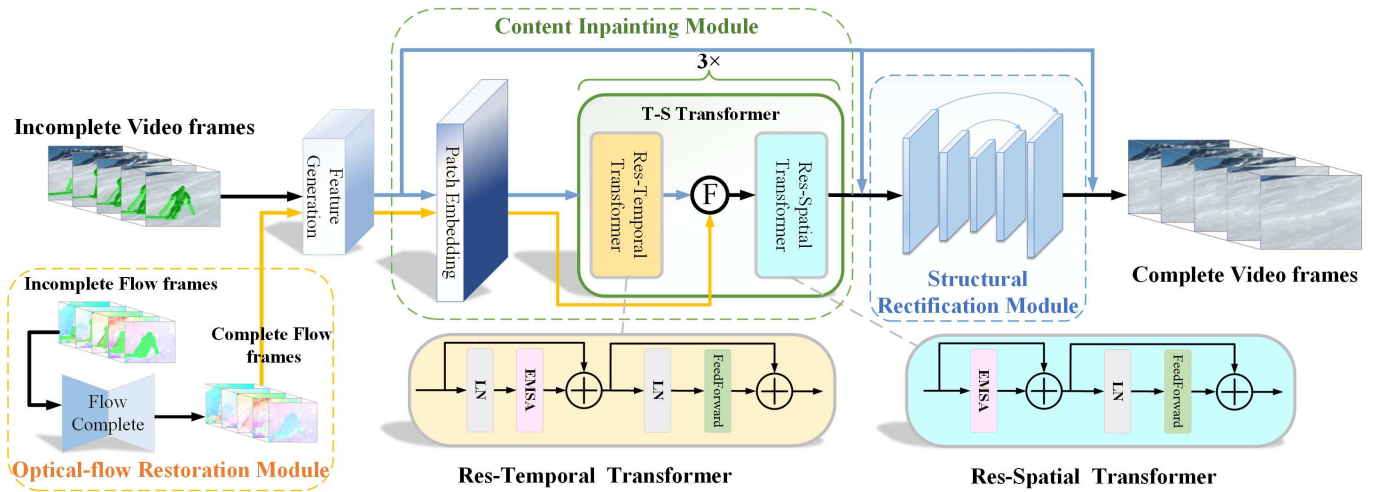 Content Inpainting Module
3×
T-S Transformer
Incomplete Video frames
Feature
Generation
Patch Embedding
Res-Temporal
Transformer
F
Res-Spatial
Transformer
Structural
Rectification Module
Complete Video frames
Incomplete Flow frames
Complete Flow
frames
Flow
Complete
Optical-flow Restoration Module
LN
EMSA
LN
FeedForward
Res-Temporal Transformer
EMSA
LN
FeedForward
Res-Spatial Transformer